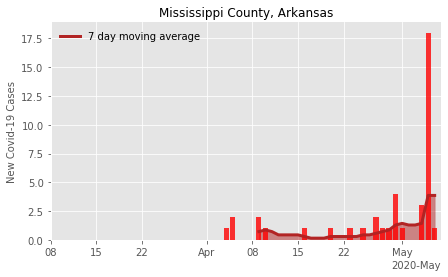 Mississippi County, Arkansas
7 day moving average
New Covid-19 Cases
17.5
15.0
12.5
10.0
7.5
5.0
2.5
0.0
08 15 22 Apr 08 15 22 May
2020-May